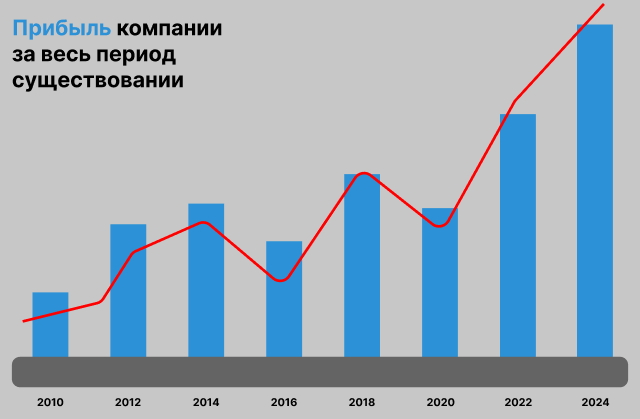 Прибыль компании
за весь период
существовании
2010 2012 2014 2016 2018 2020 2022 2024